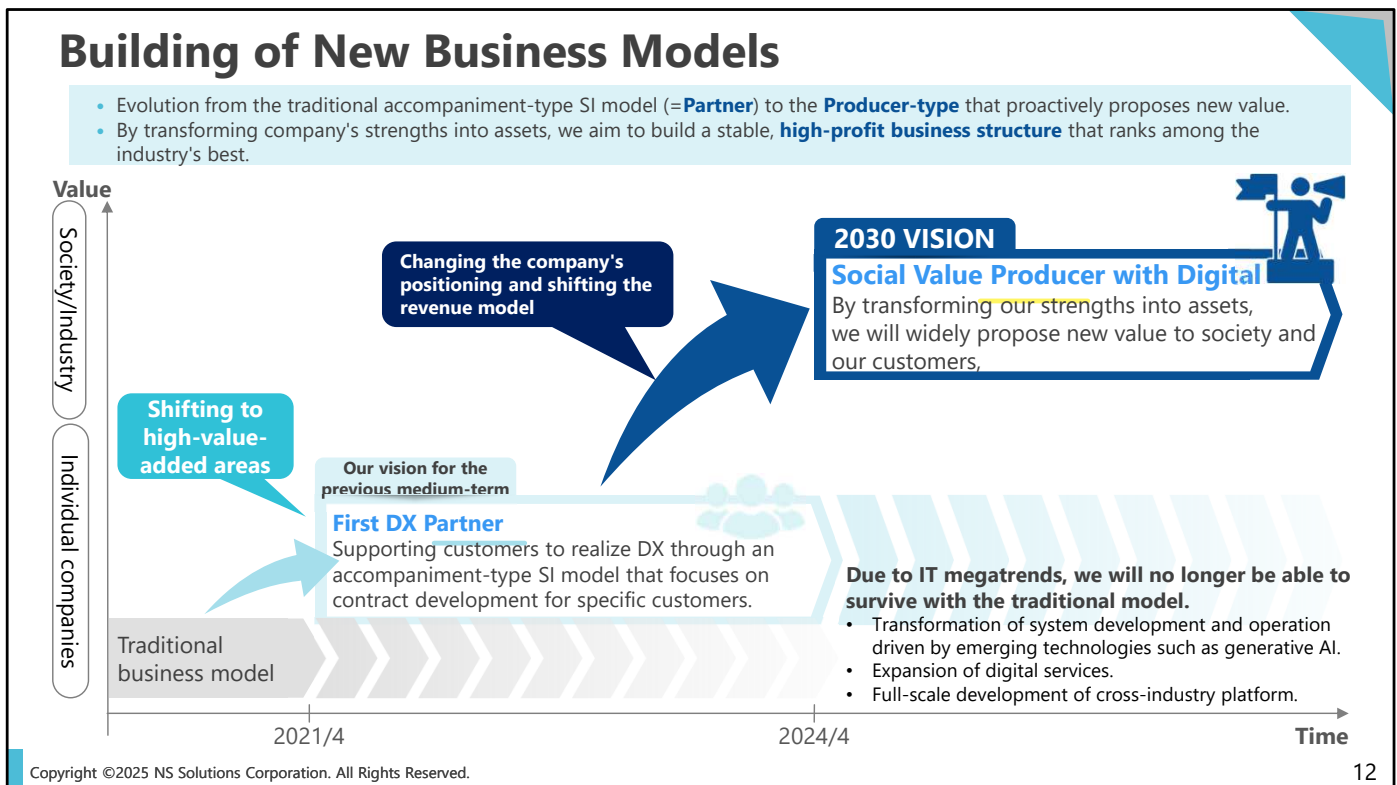 Building of New Business Models
• Evolution from the traditional accompaniment-type SI model (=Partner) to the Producer-type that proactively proposes new value.
• By transforming company's strengths into assets, we aim to build a stable, high-profit business structure that ranks among the
industry's best.
Value
Society/Industry
Individual companies
2030 VISION
Social Value Producer with Digital
By transforming our strengths into assets,
we will widely propose new value to society and
our customers,
Changing the company's
positioning and shifting the
revenue model
Shifting to
high-value-
added areas
Our vision for the
previous medium-term
First DX Partner
Supporting customers to realize DX through an
accompaniment-type SI model that focuses on
contract development for specific customers.
Traditional
business model
Due to IT megatrends, we will no longer be able to
survive with the traditional model.
• Transformation of system development and operation
driven by emerging technologies such as generative AI.
• Expansion of digital services.
• Full-scale development of cross-industry platform.
2021/4
2024/4
Time
Copyright ©2025 NS Solutions Corporation. All Rights Reserved.
12